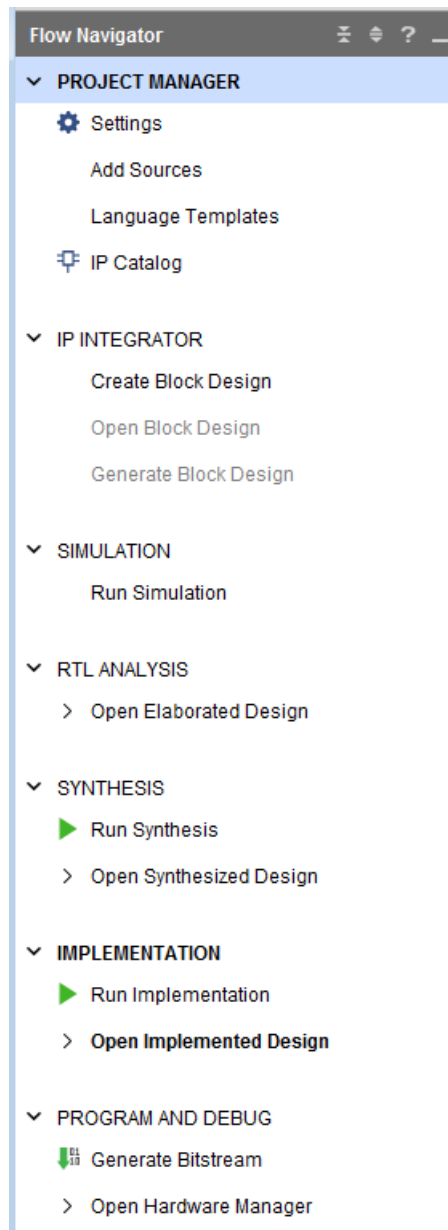 Flow Navigator ?
PROJECT MANAGER
Settings
Add Sources
Language Templates
IP Catalog
IP INTEGRATOR
Create Block Design
Open Block Design
Generate Block Design
SIMULATION
Run Simulation
RTL ANALYSIS
Open Elaborated Design
SYNTHESIS
Run Synthesis
Open Synthesized Design
IMPLEMENTATION
Run Implementation
Open Implemented Design
PROGRAM AND DEBUG
Generate Bitstream
Open Hardware Manager